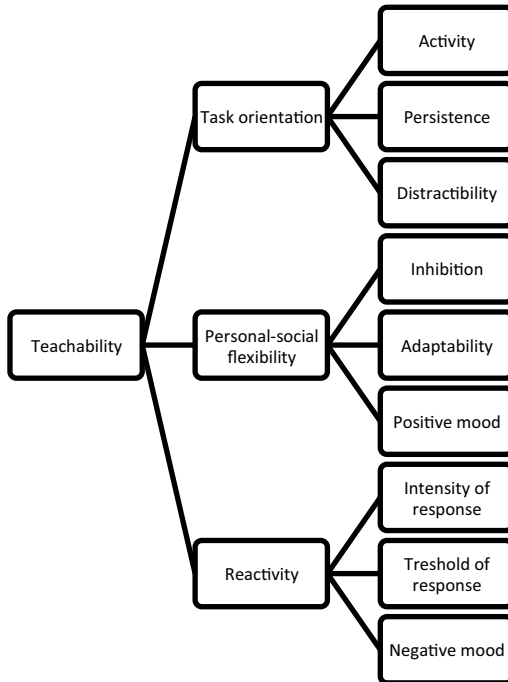 Teachability
Task orientation
Activity
Persistence
Distractibility
Personal-social
flexibility
Inhibition
Adaptability
Positive mood
Reactivity
Intensity of
response
Treshold of
response
Negative mood